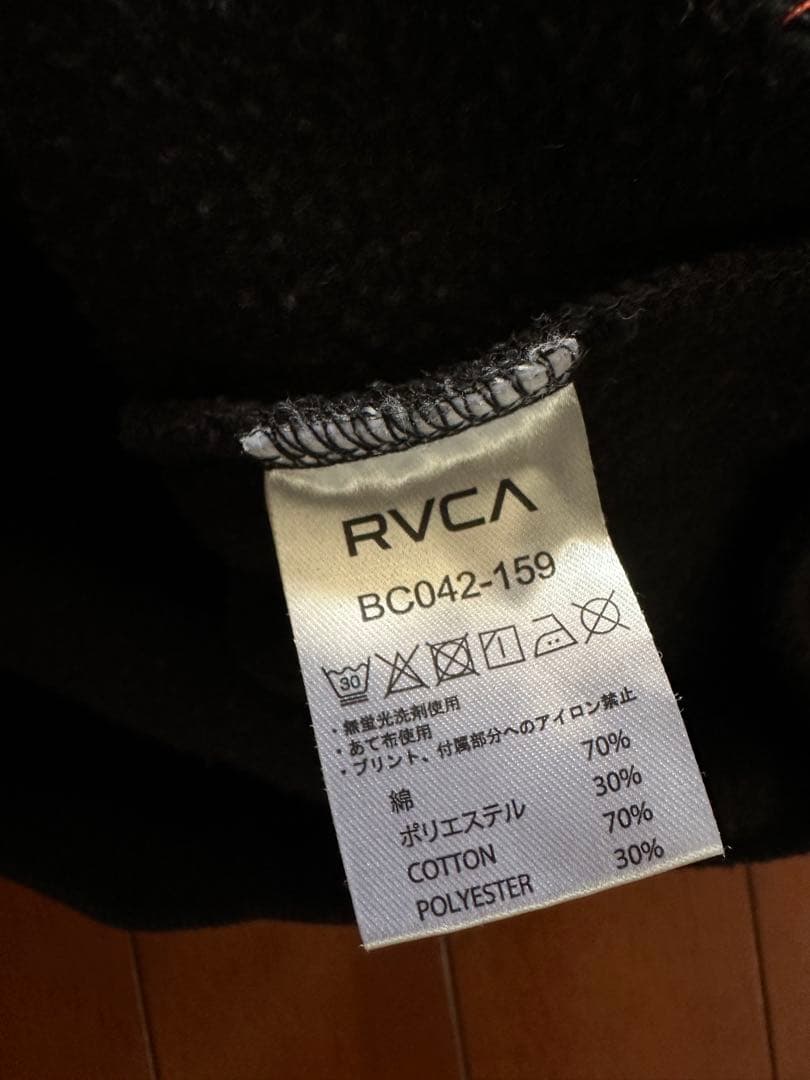 RVCA
BC042-159
30
・無蛍光洗剤使用
・あて布使用
・プリント、付属部分へのアイロン禁止
綿 70%
ポリエステル 30%
COTTON 70%
POLYESTER 30%